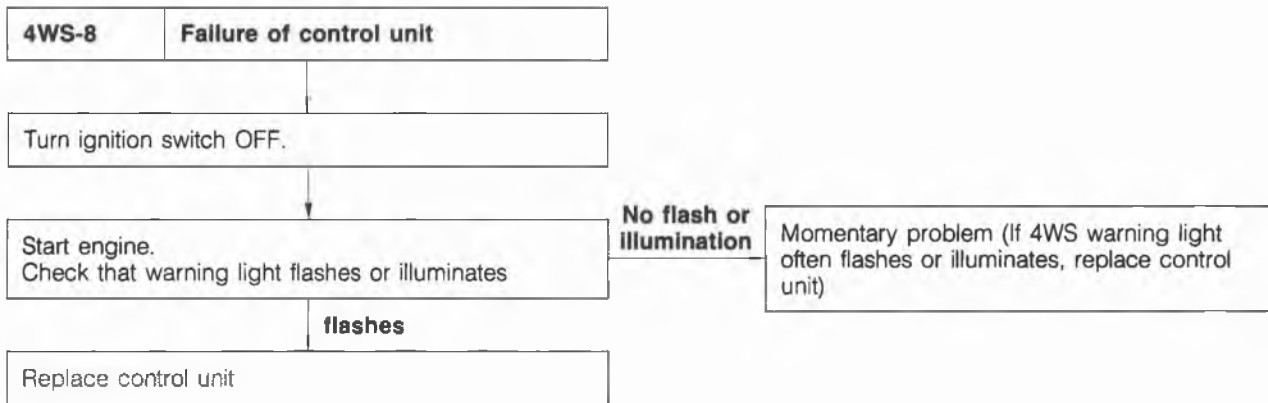 4WS-8 Failure of control unit
Turn ignition switch OFF.
Start engine.
Check that warning light flashes or illuminates
No flash or
illumination
Momentary problem (If 4WS warning light
often flashes or illuminates, replace control
unit)
flashes
Replace control unit